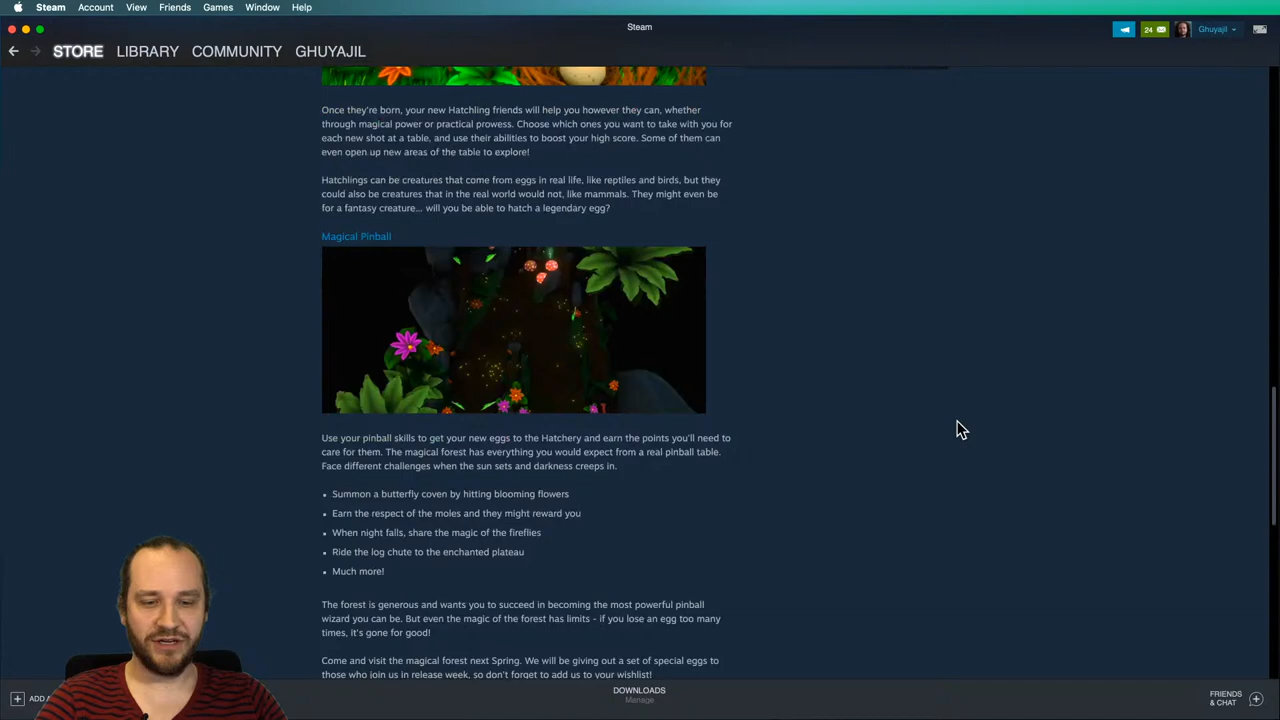 Steam Account View Friends Games Window Help
Steam
24 Ghuyajil
STORE LIBRARY COMMUNITY GHUYAJIL
Once they're born, your new Hatchling friends will help you however they can, whether
through magical power or practical prowess. Choose which ones you want to take with you for
each new shot at a table, and use their abilities to boost your high score. Some of them can
even open up new areas of the table to explore!
Hatchlings can be creatures that come from eggs in real life, like reptiles and birds, but they
could also be creatures that in the real world would not, like mammals. They might even be
for a fantasy creature... will you be able to hatch a legendary egg?
Magical Pinball
Use your pinball skills to get your new eggs to the Hatchery and earn the points you'll need to
care for them. The magical forest has everything you would expect from a real pinball table.
Face different challenges when the sun sets and darkness creeps in.
Summon a butterfly coven by hitting blooming flowers
Earn the respect of the moles and they might reward you
When night falls, share the magic of the fireflies
Ride the log chute to the enchanted plateau
Much more!
The forest is generous and wants you to succeed in becoming the most powerful pinball
wizard you can be. But even the magic of the forest has limits - if you lose an egg too many
times, it's gone for good!
Come and visit the magical forest next Spring. We will be giving out a set of special eggs to
those who join us in release week, so don't forget to add us to your wishlist!
ADD
DOWNLOADS
Manage
FRIENDS
& CHAT